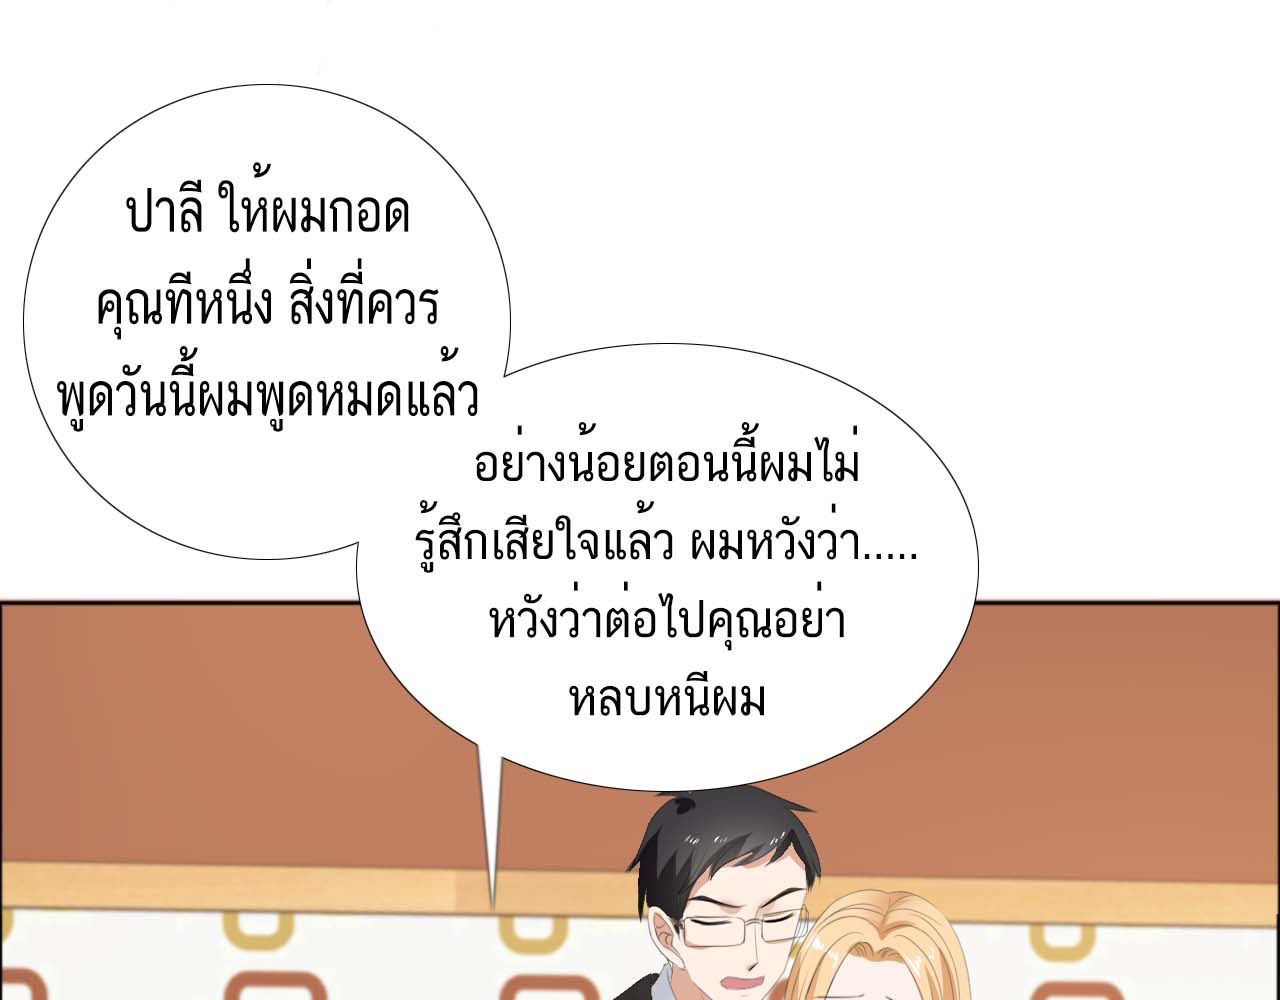 ปาลี ให้ผมกอด
คุณทีหนึ่ง สิ่งที่ควร
พูดวันนี้ผมพูดหมดแล้ว
อย่างน้อยตอนนี้ผมไม่
รู้สึกเสียใจแล้ว ผมหวังว่า.....
หวังว่าต่อไปคุณอย่า
หลบหนีผม